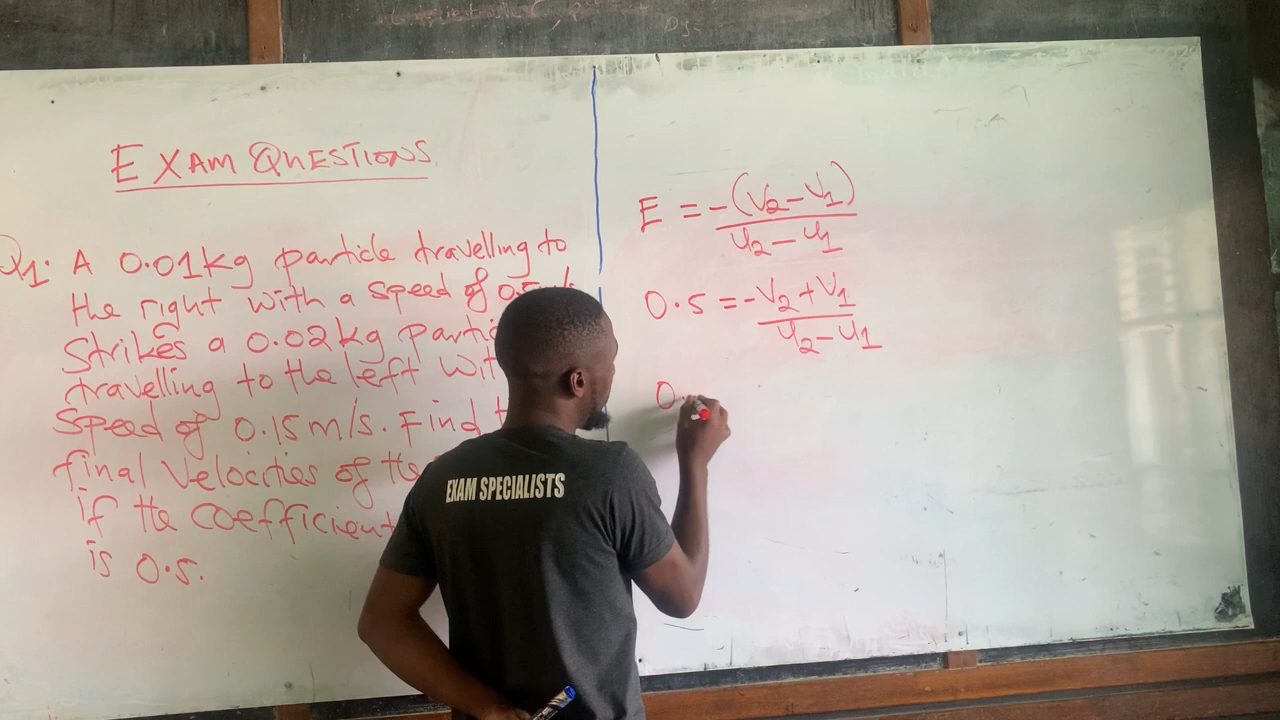 EXAM QUESTIONS
Q1. A 0.01kg particle travelling to
the right with a speed of
Strikes a 0.02kg
travelling to the left
Speed of 0.15m/s. Find
final velocities of the
if the coefficient
is 0.5.
E = -(V2 - V1)
U2 - U1
0.5 = -V2 + V1
U2 - U1
0.
EXAM SPECIALISTS